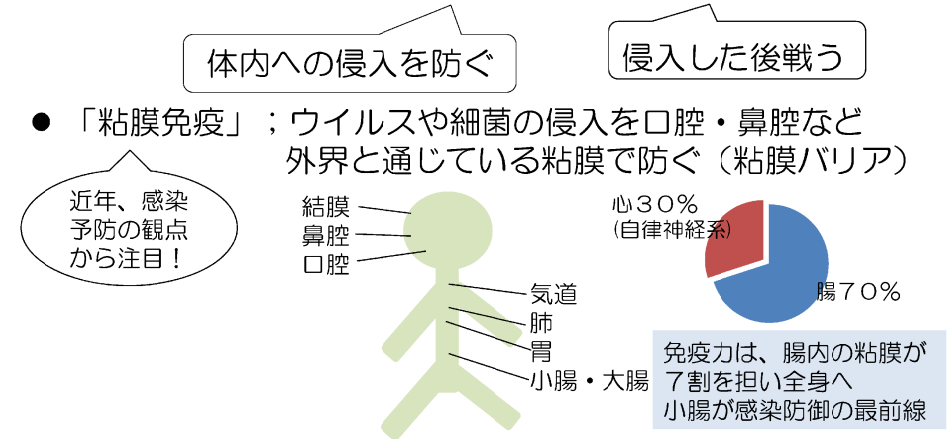 体内への侵入を防ぐ
侵入した後戦う
● 「粘膜免疫」；ウイルスや細菌の侵入を口腔・鼻腔など
外界と通じている粘膜で防ぐ（粘膜バリア）
近年、感染
予防の観点
から注目！
結膜
鼻腔
口腔
気道
肺
胃
小腸・大腸
心３０％
(自律神経系)
腸７０％
免疫力は、腸内の粘膜が
７割を担い全身へ
小腸が感染防御の最前線